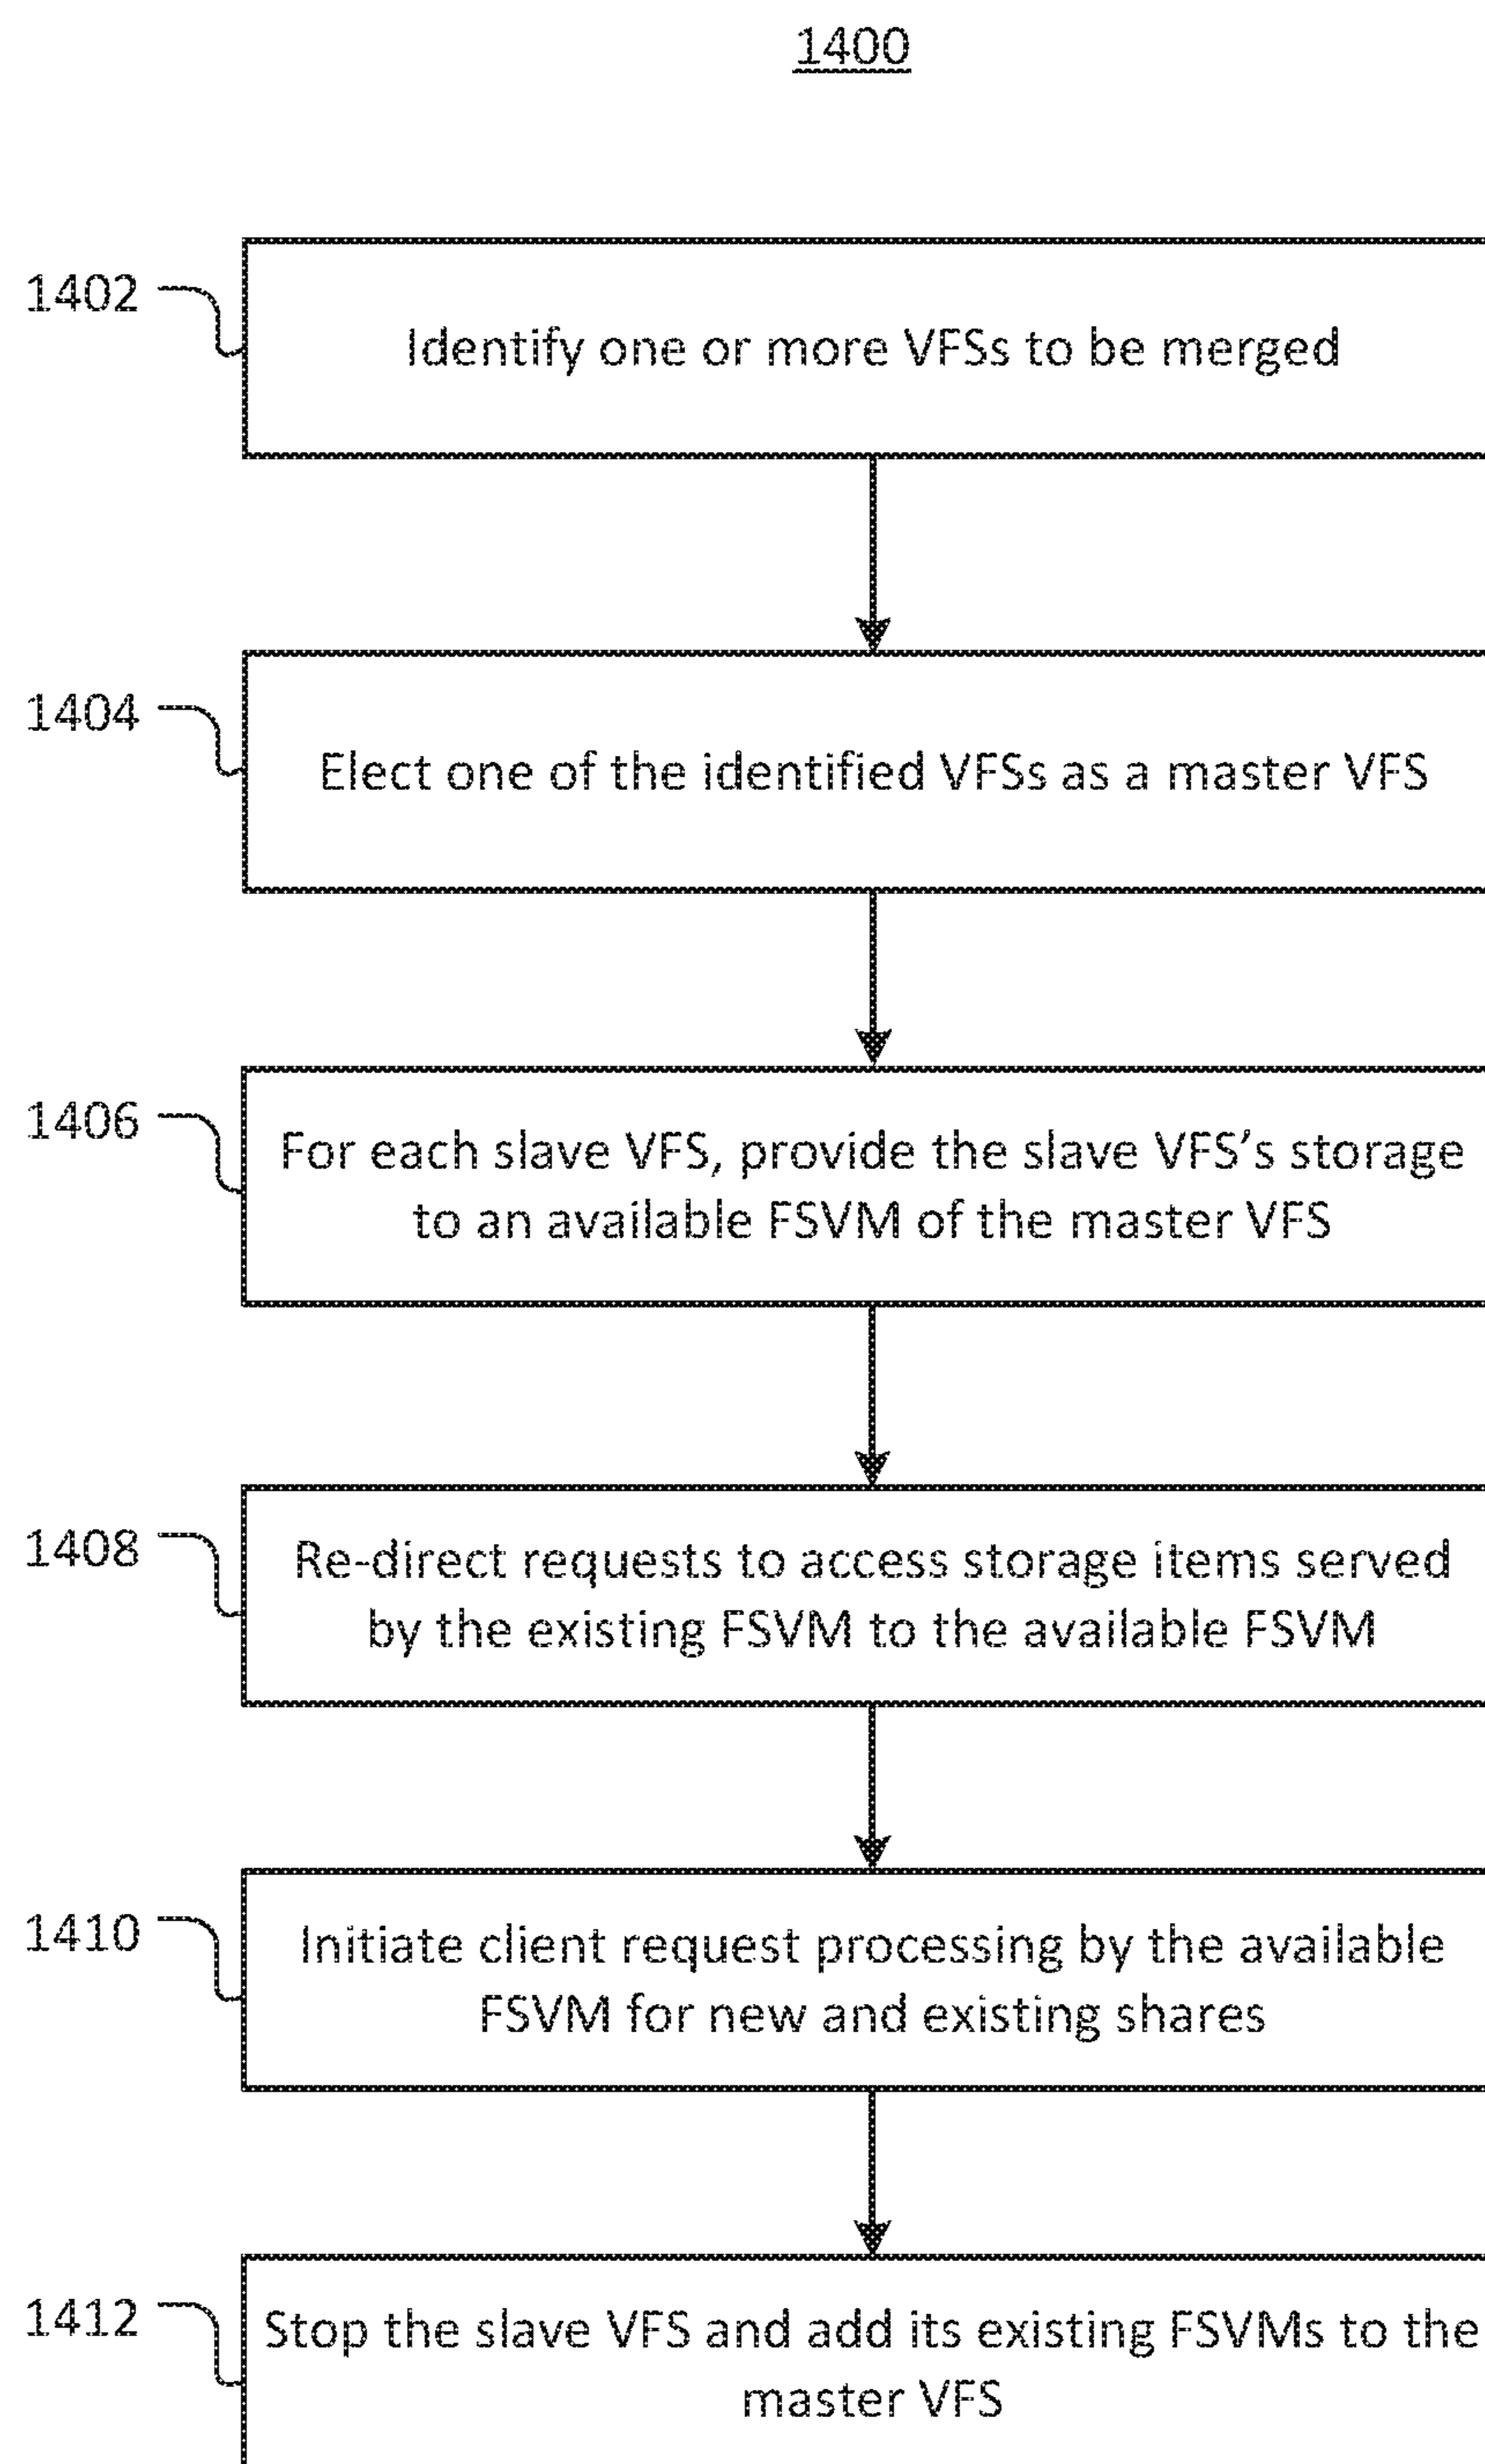 1400
1402
Identify one or more VFSs to be merged
1404
Elect one of the identified VFSs as a master VFS
1406
For each slave VFS, provide the slave VFS's storage
to an available FSVM of the master VFS
1408
Re-direct requests to access storage items served
by the existing FSVM to the available FSVM
1410
Initiate client request processing by the available
FSVM for new and existing shares
1412
Stop the slave VFS and add its existing FSVMs to the
master VFS